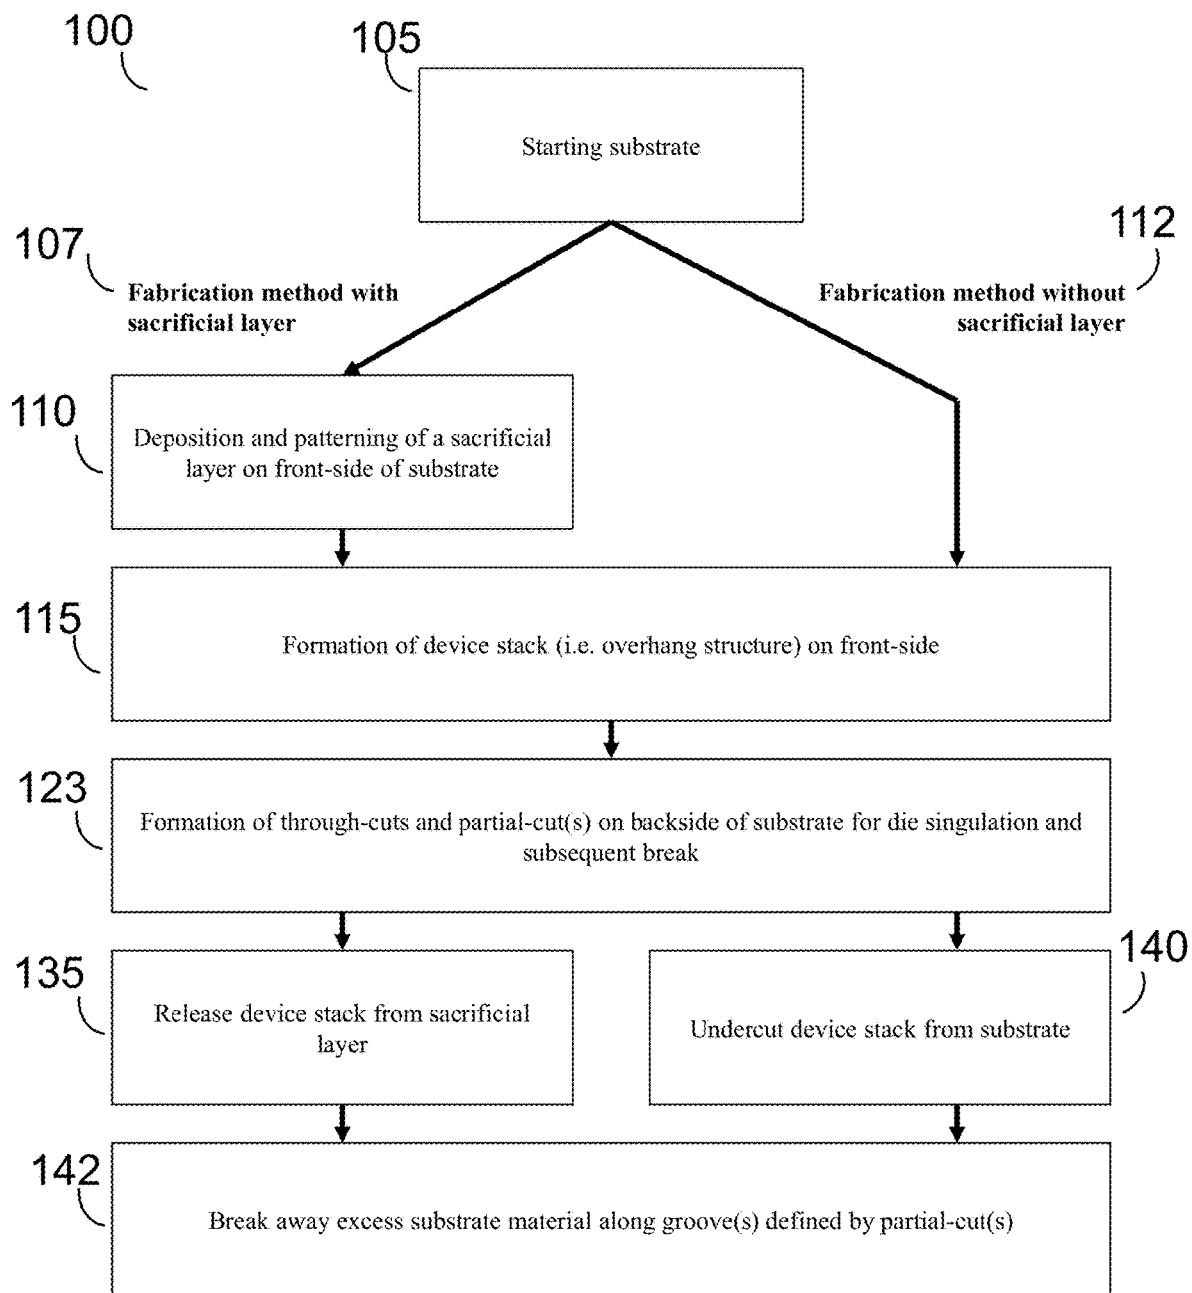 100
105
Starting substrate
107
112
Fabrication method with
sacrificial layer
Fabrication method without
sacrificial layer
110
Deposition and patterning of a sacrificial
layer on front-side of substrate
115
Formation of device stack (i.e. overhang structure) on front-side
123
Formation of through-cuts and partial-cut(s) on backside of substrate for die singulation and
subsequent break
135
140
Release device stack from sacrificial
layer
Undercut device stack from substrate
142
Break away excess substrate material along groove(s) defined by partial-cut(s)